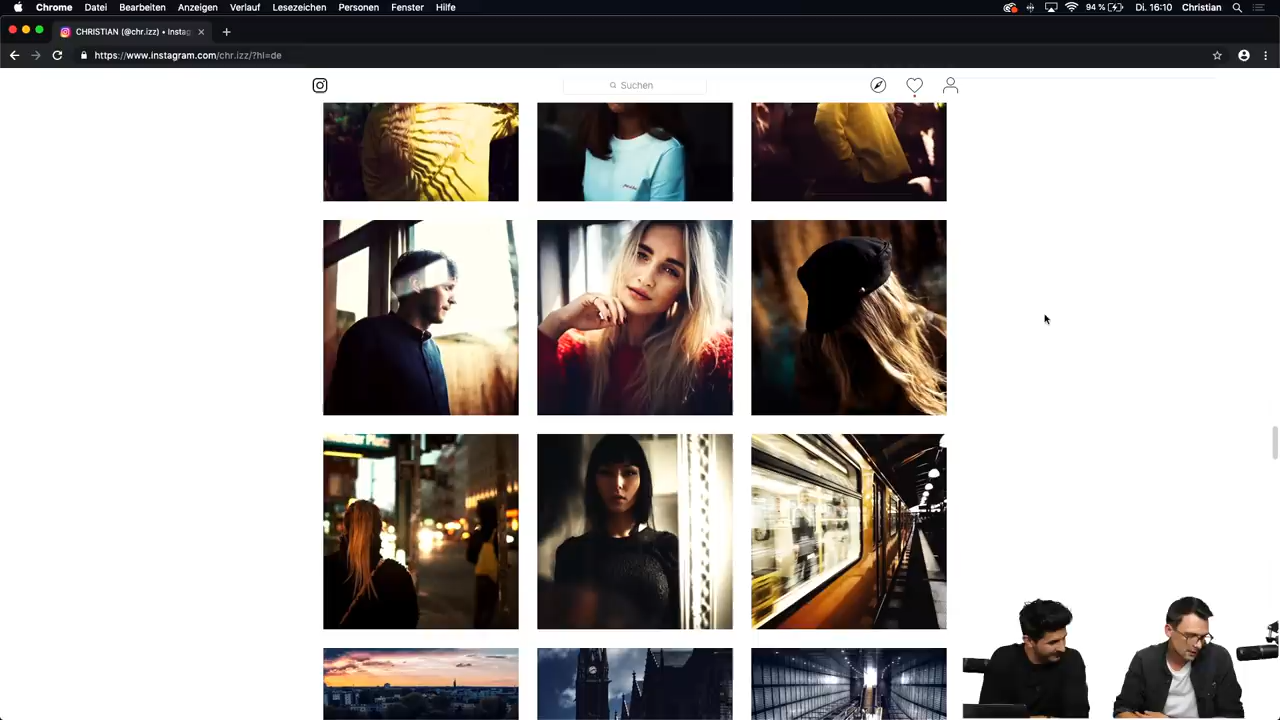 Chrome Datei Bearbeiten Anzeigen Verlauf Lesezeichen Personen Fenster Hilfe 94 % Di. 16:10 Christian
CHRISTIAN (@chr.izz) • Instag
https://www.instagram.com/chr.izz/?hl=de
Suchen